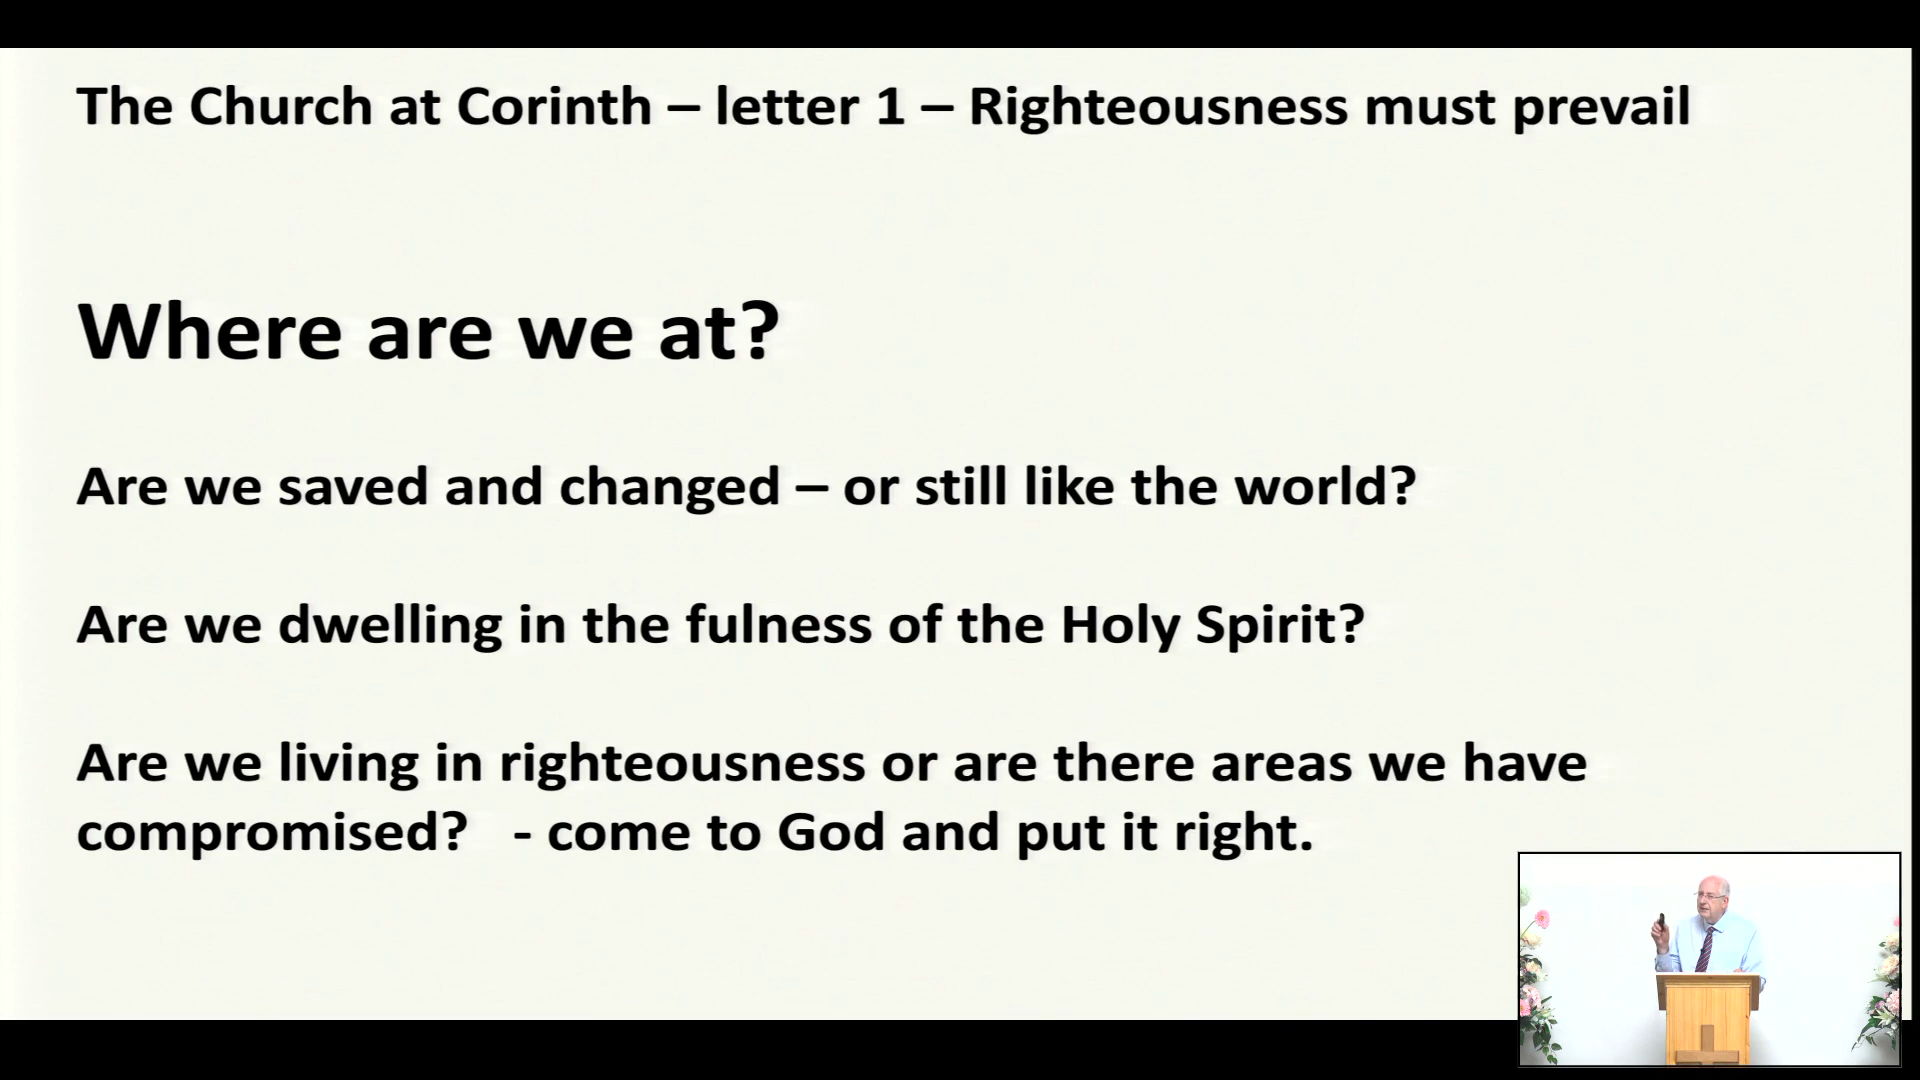 The Church at Corinth – letter 1 – Righteousness must prevail
Where are we at?
Are we saved and changed – or still like the world?
Are we dwelling in the fulness of the Holy Spirit?
Are we living in righteousness or are there areas we have
compromised?   - come to God and put it right.